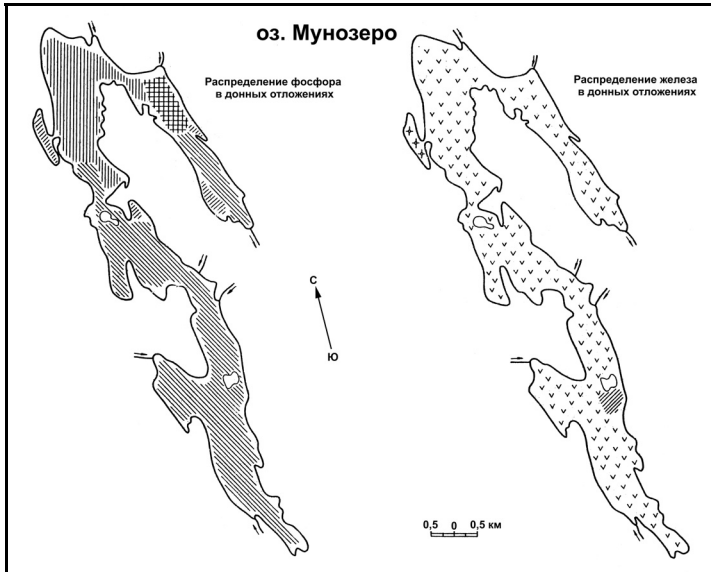 оз. Мунозеро
Распределение фосфора
в донных отложениях
Распределение железа
в донных отложениях
С
Ю
0,5 0 0,5 км